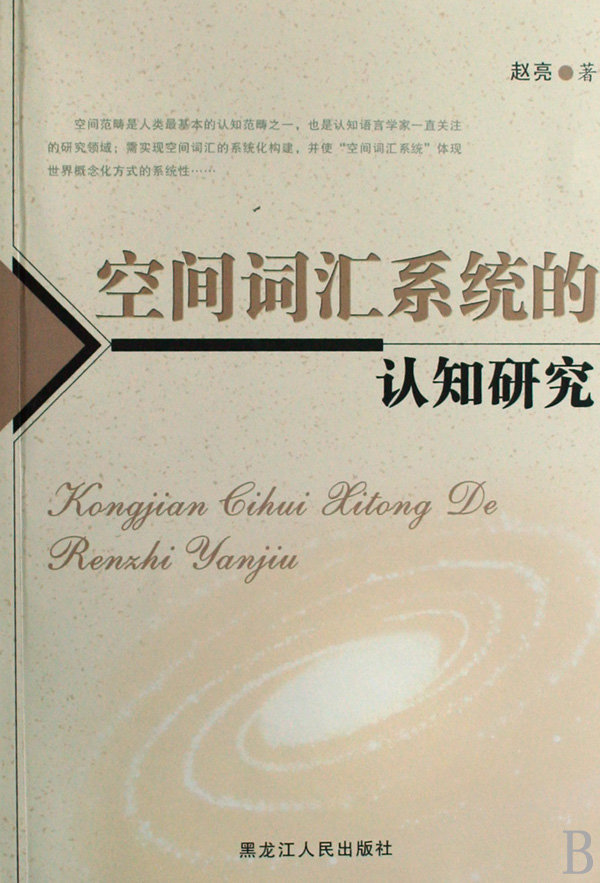 赵亮●著
空间范畴是人类最基本的认知范畴之一，也是认知语言学家一直关注
的研究领域；需实现空间词汇的系统化构建，并使“空间词汇系统”体现
世界概念化方式的系统性……
空间词汇系统的
认知研究
Kongjian Cihui Xitong De
Renzhi Yanjiu
黑龙江人民出版社
B